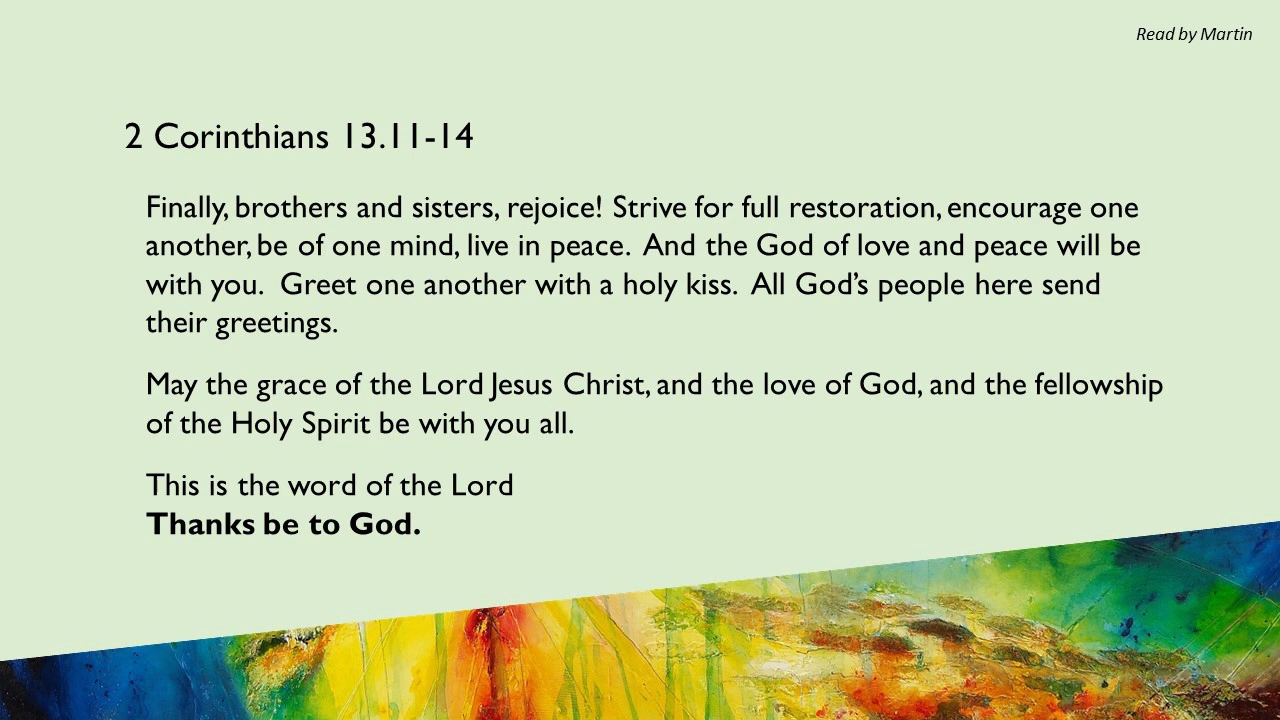 Read by Martin
2 Corinthians 13.11-14
Finally, brothers and sisters, rejoice! Strive for full restoration, encourage one
another, be of one mind, live in peace.  And the God of love and peace will be
with you.  Greet one another with a holy kiss.  All God’s people here send
their greetings.
May the grace of the Lord Jesus Christ, and the love of God, and the fellowship
of the Holy Spirit be with you all.
This is the word of the Lord
Thanks be to God.